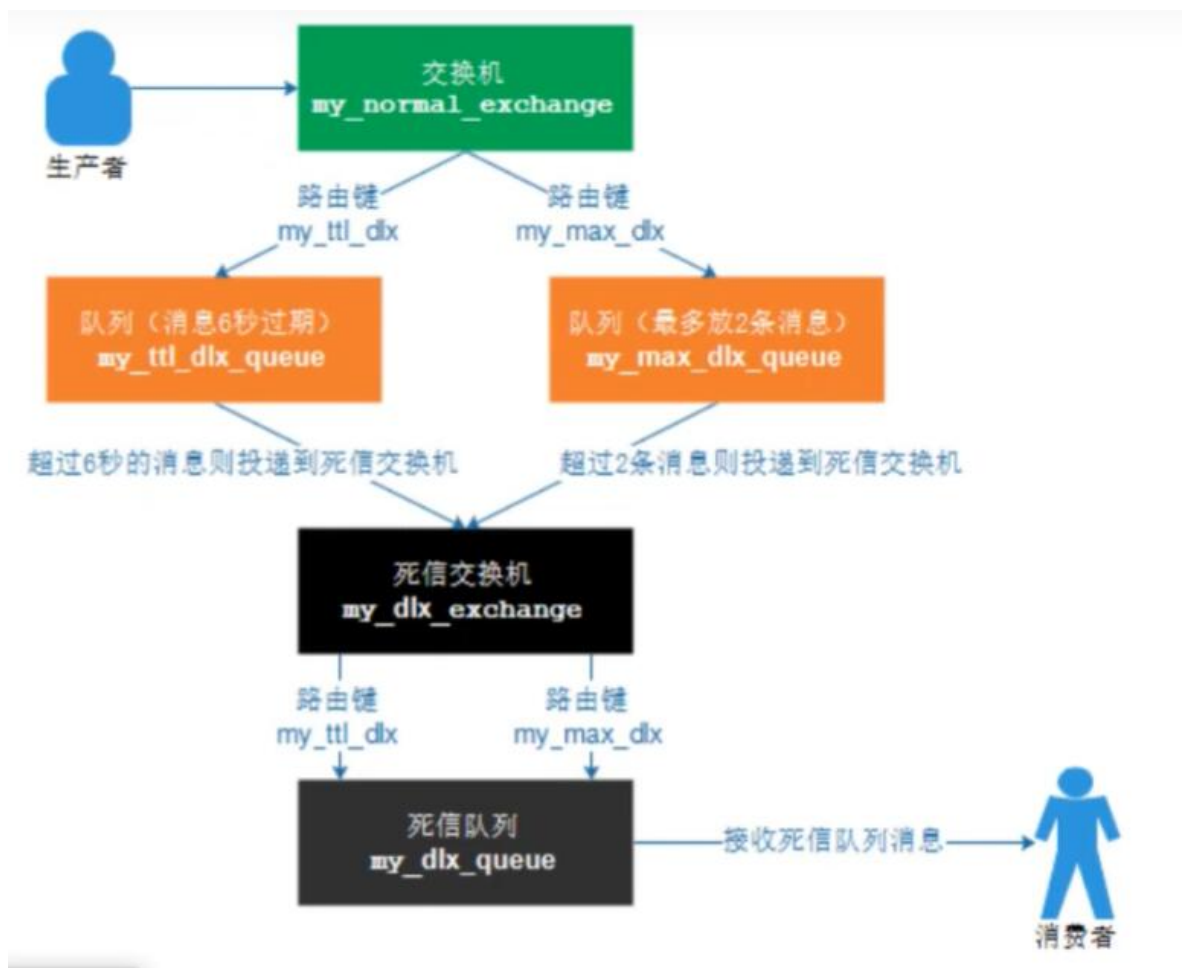 交换机
my_normal_exchange
生产者
路由键
my_ttl_dlx
路由键
my_max_dlx
队列（消息6秒过期）
my_ttl_dlx_queue
队列（最多放2条消息）
my_max_dlx_queue
超过6秒的消息则投递到死信交换机
超过2条消息则投递到死信交换机
死信交换机
my_dlx_exchange
路由键
my_ttl_dlx
路由键
my_max_dlx
死信队列
my_dlx_queue
接收死信队列消息
消费者